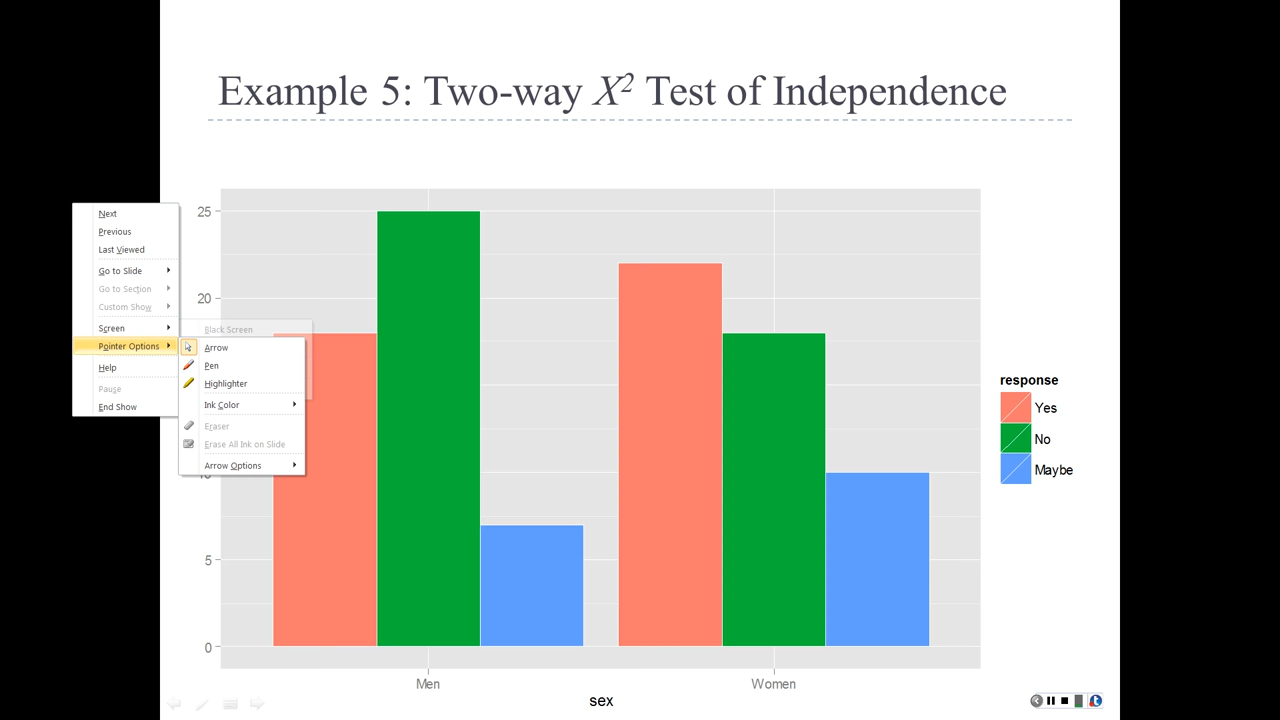 Example 5: Two-way X² Test of Independence
Next
Previous
Last Viewed
Go to Slide
Go to Section
Custom Show
Screen
Pointer Options
Help
Pause
End Show
Black Screen
Arrow
Pen
Highlighter
Ink Color
Eraser
Erase All Ink on Slide
Arrow Options
25
20
5
0
Men
Women
sex
response
Yes
No
Maybe